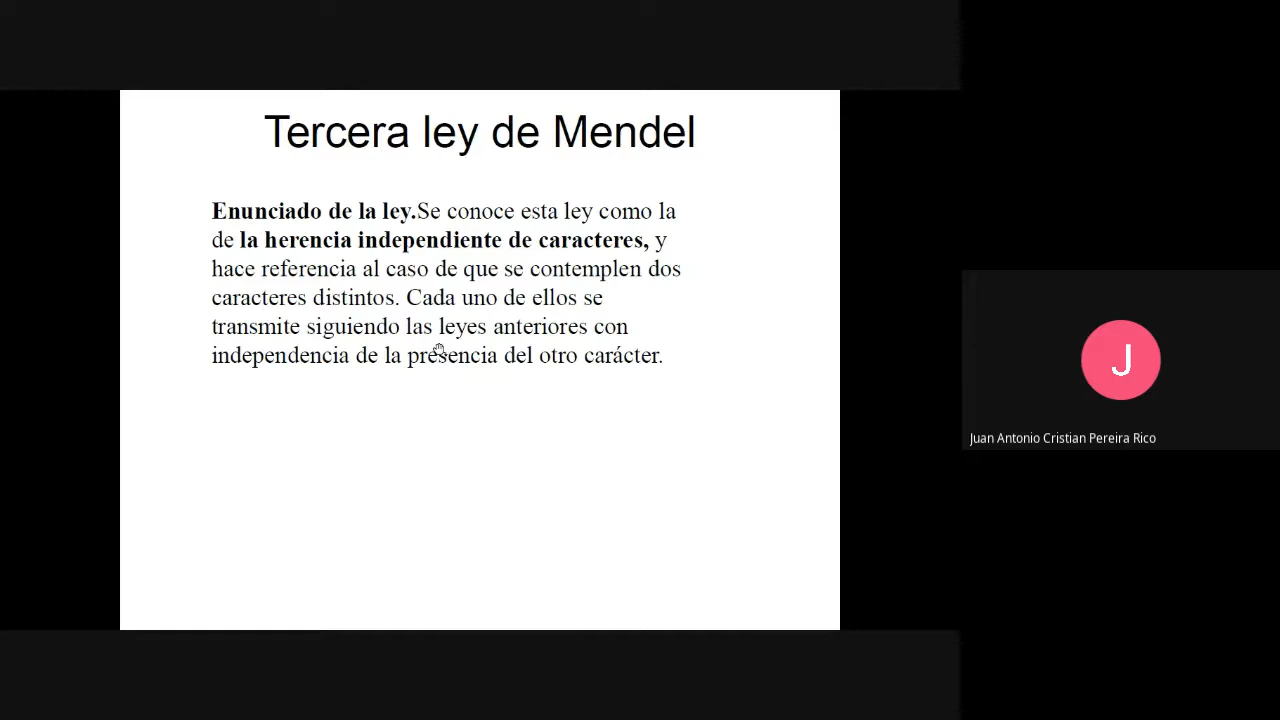 Tercera ley de Mendel
Enunciado de la ley.Se conoce esta ley como la
de la herencia independiente de caracteres, y
hace referencia al caso de que se contemplen dos
caracteres distintos. Cada uno de ellos se
transmite siguiendo las leyes anteriores con
independencia de la presencia del otro carácter.
J
Juan Antonio Cristian Pereira Rico